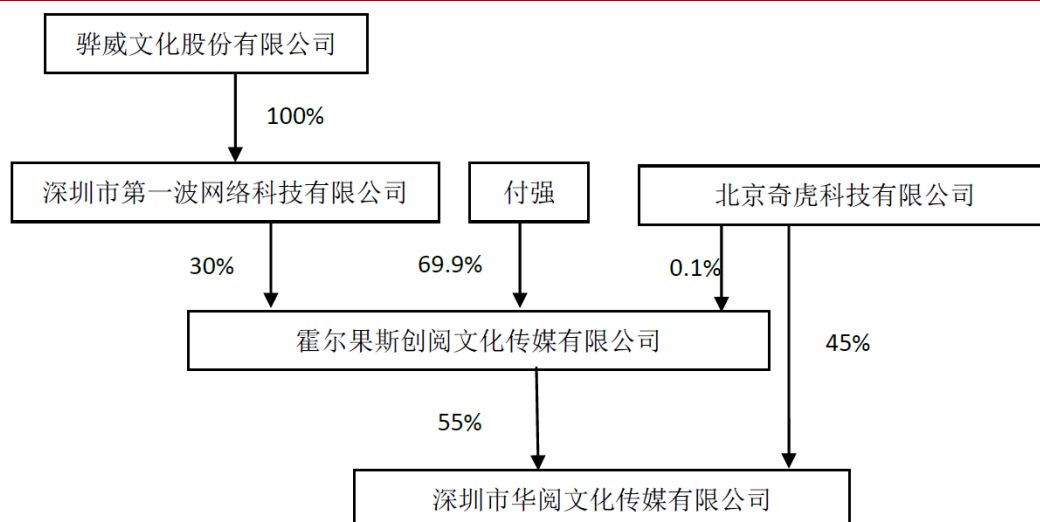 骅威文化股份有限公司
100%
深圳市第一波网络科技有限公司
付强
北京奇虎科技有限公司
30%
69.9%
0.1%
霍尔果斯创阅文化传媒有限公司
45%
55%
深圳市华阅文化传媒有限公司